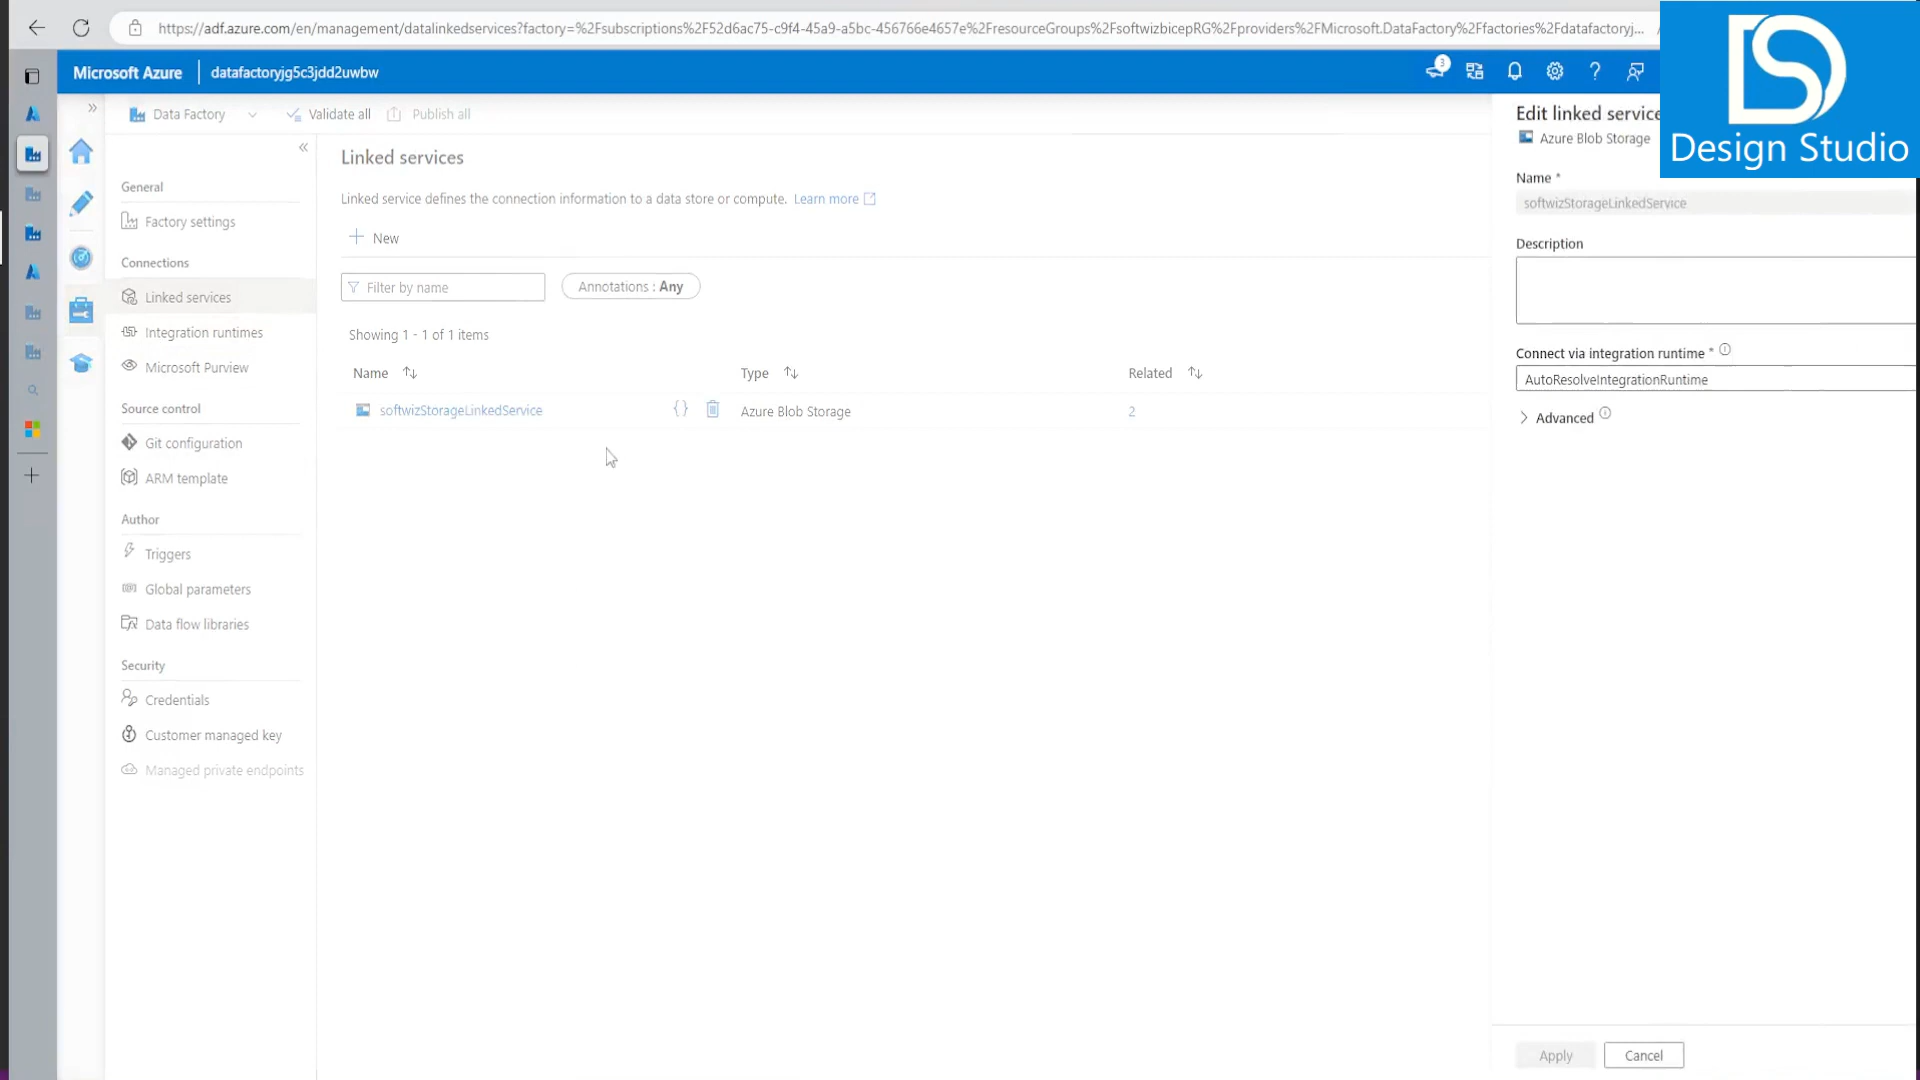 https://adf.azure.com/en/management/datalinkedservices?factory=%2Fsubscriptions%2F52d6ac75-c9f4-45a9-a5bc-456766e4657e%2FresourceGroups%2FsoftwizbicepRG%2Fproviders%2FMicrosoft.DataFactory%2Ffactories%2Fdatafactoryj...
Microsoft Azure
datafactoryjg5c3jdd2uwbw
3
DS
Design Studio
Data Factory
Validate all
Publish all
General
Factory settings
Connections
Linked services
Integration runtimes
Microsoft Purview
Source control
Git configuration
ARM template
Author
Triggers
Global parameters
Data flow libraries
Security
Credentials
Customer managed key
Managed private endpoints
Linked services
Linked service defines the connection information to a data store or compute. Learn more
New
Filter by name
Annotations : Any
Showing 1 - 1 of 1 items
Name
Type
Related
softwizStorageLinkedService
{}
Azure Blob Storage
2
Edit linked service
Azure Blob Storage
Name *
softwizStorageLinkedService
Description
Connect via integration runtime *
AutoResolveIntegrationRuntime
Advanced
Apply
Cancel